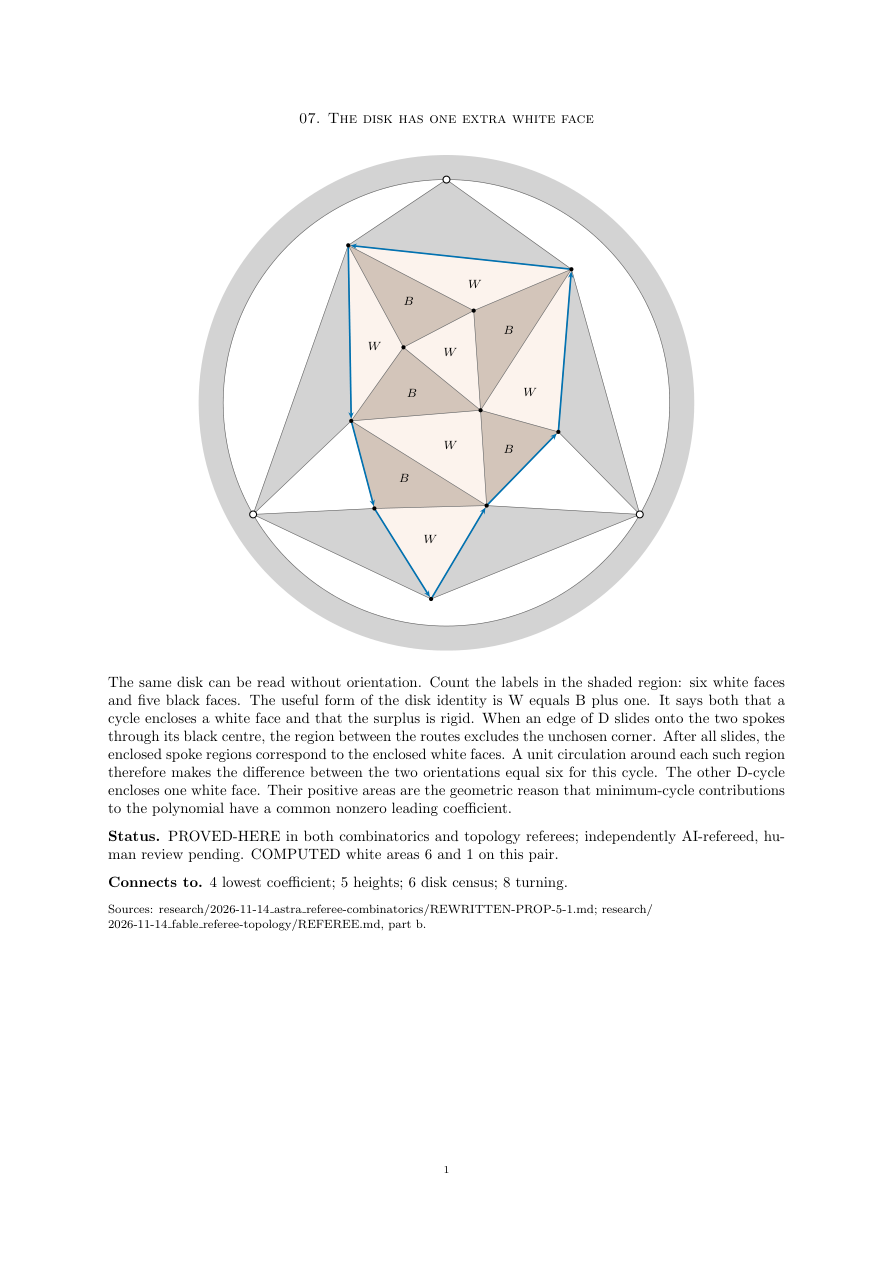 07. The disk has one extra white face
W
B
B
W
W
B
W
W
B
B
W
The same disk can be read without orientation. Count the labels in the shaded region: six white faces
and five black faces. The useful form of the disk identity is W equals B plus one. It says both that a
cycle encloses a white face and that the surplus is rigid. When an edge of D slides onto the two spokes
through its black centre, the region between the routes excludes the unchosen corner. After all slides, the
enclosed spoke regions correspond to the enclosed white faces. A unit circulation around each such region
therefore makes the difference between the two orientations equal six for this cycle. The other D-cycle
encloses one white face. Their positive areas are the geometric reason that minimum-cycle contributions
to the polynomial have a common nonzero leading coefficient.
Status. PROVED-HERE in both combinatorics and topology referees; independently AI-refereed, hu-
man review pending. COMPUTED white areas 6 and 1 on this pair.
Connects to. 4 lowest coefficient; 5 heights; 6 disk census; 8 turning.
Sources: research/2026-11-14_astra_referee-combinatorics/REWRITTEN-PROP-5-1.md; research/
2026-11-14_fable_referee-topology/REFEREE.md, part b.
1